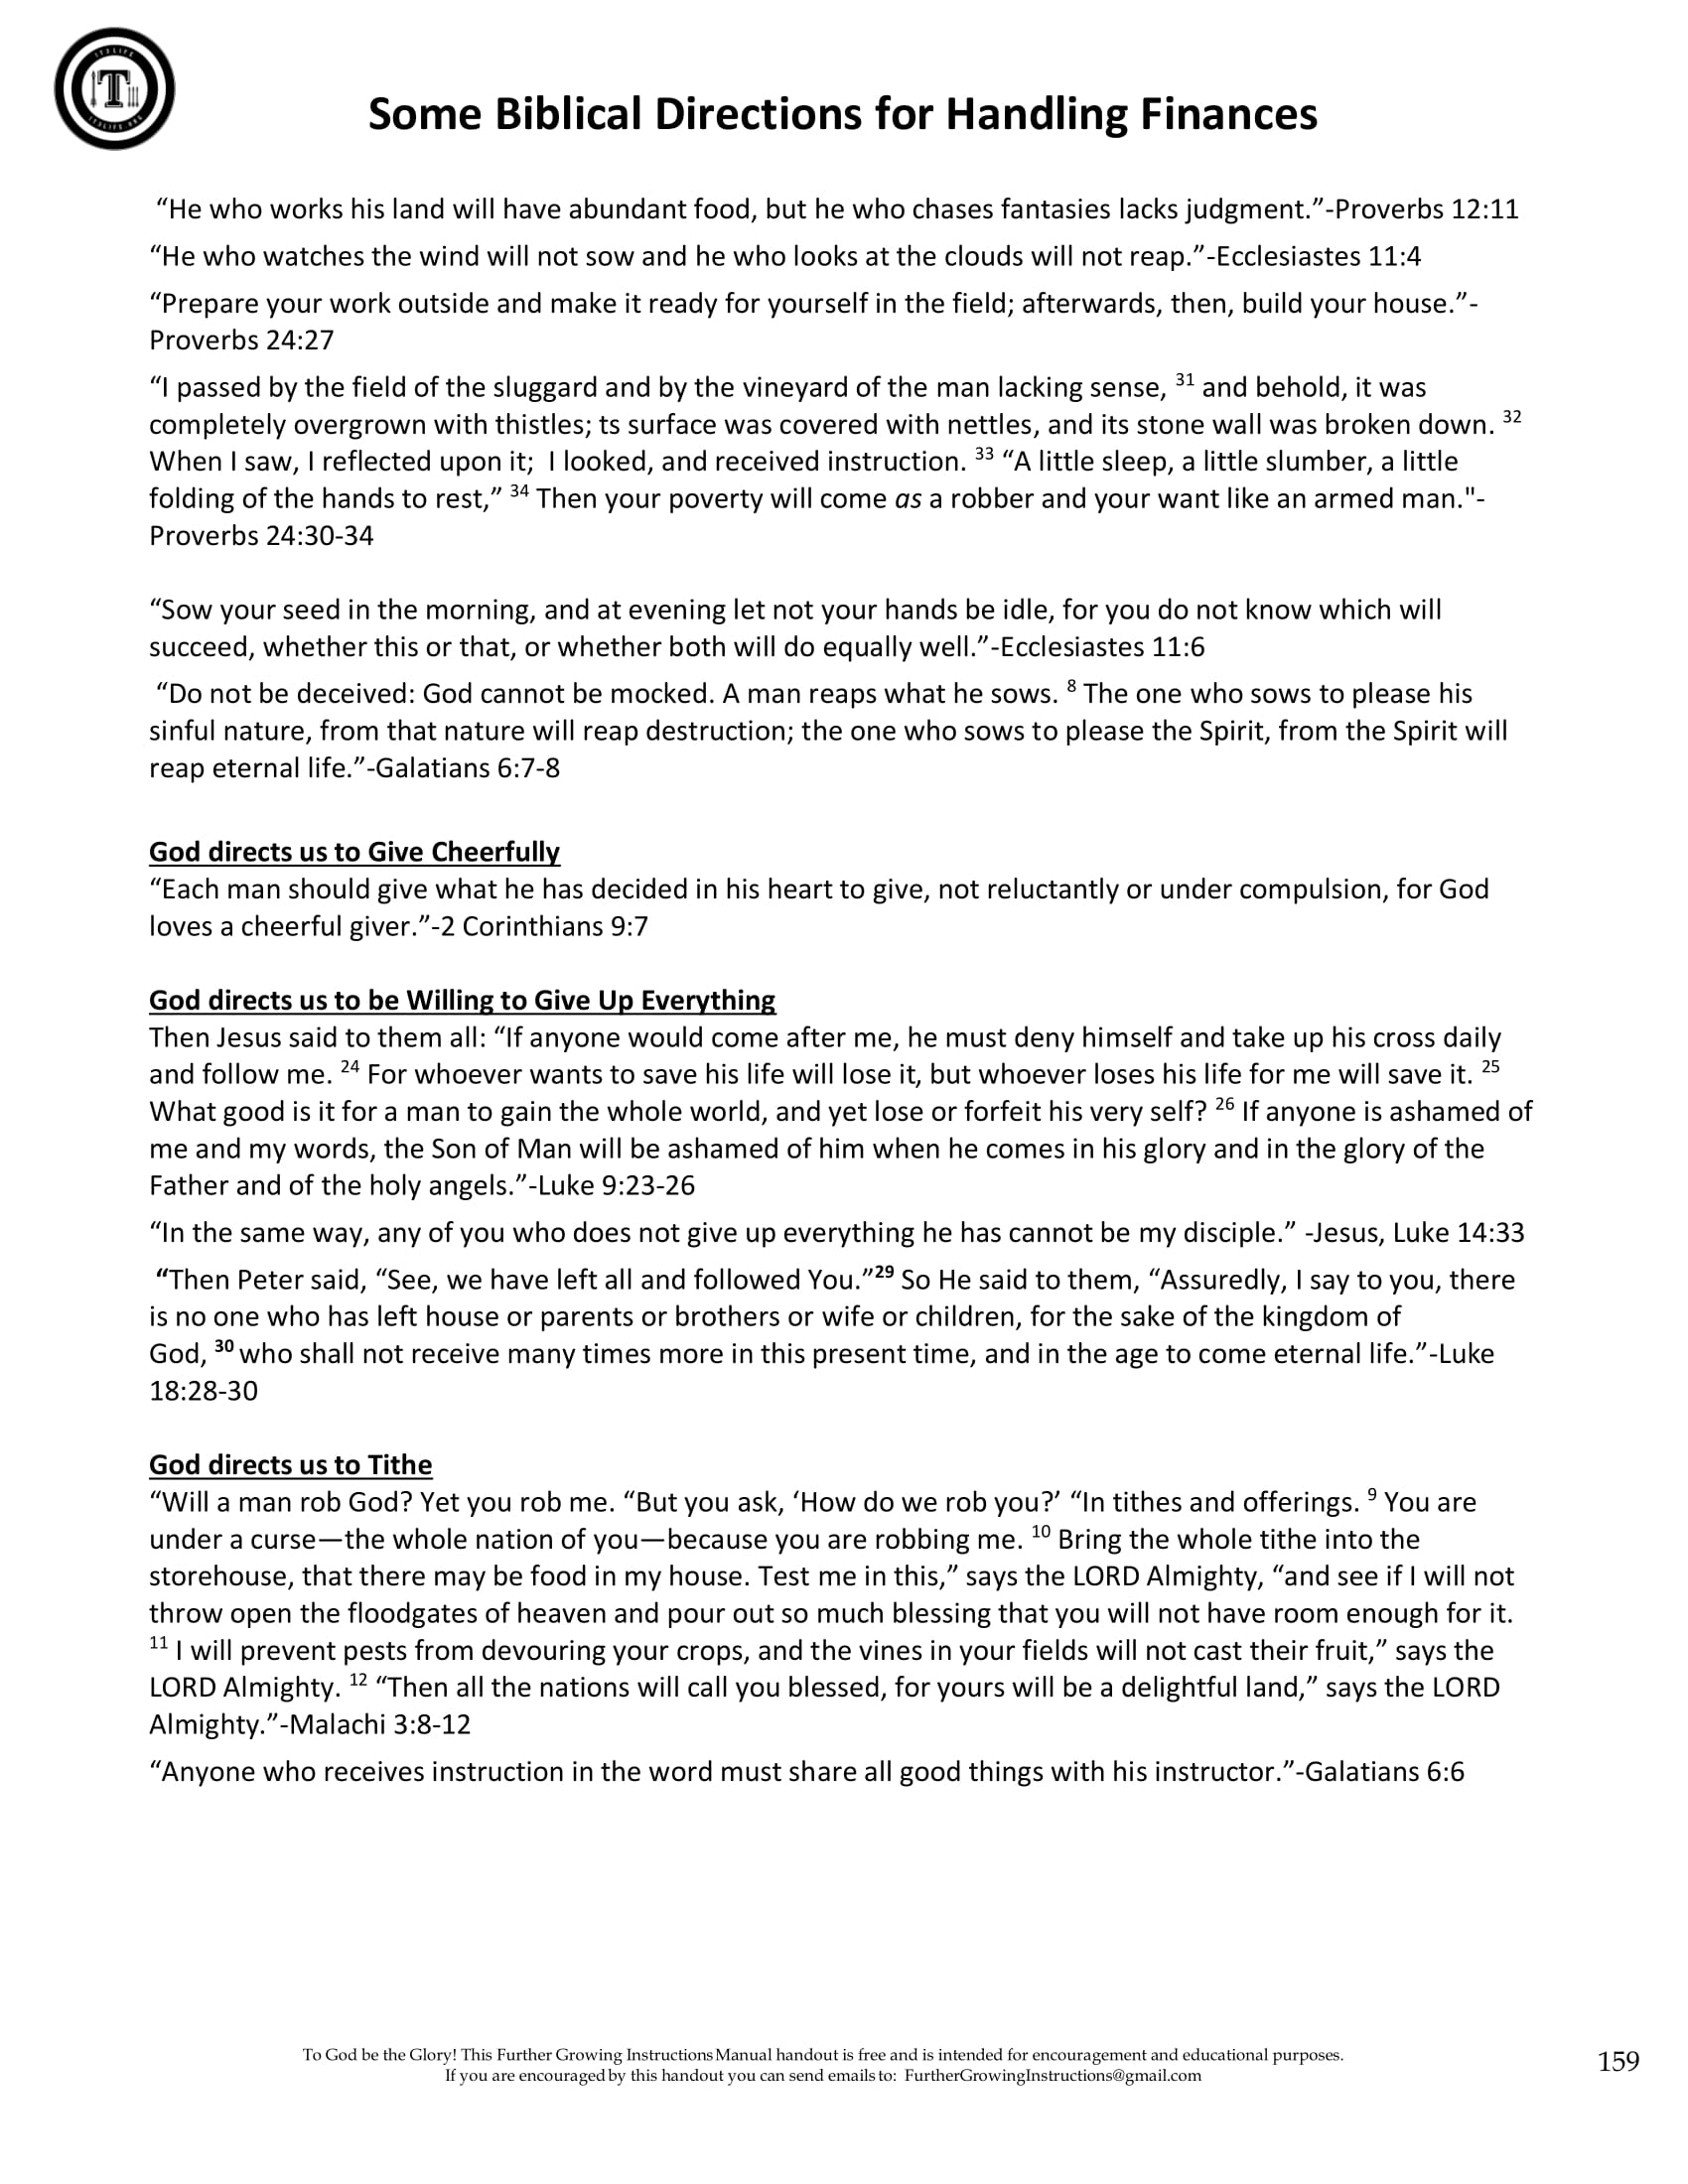 IT3LIFE
T
IT3LIFE.ORG
Some Biblical Directions for Handling Finances
“He who works his land will have abundant food, but he who chases fantasies lacks judgment.”-Proverbs 12:11
“He who watches the wind will not sow and he who looks at the clouds will not reap.”-Ecclesiastes 11:4
“Prepare your work outside and make it ready for yourself in the field; afterwards, then, build your house.”-
Proverbs 24:27
“I passed by the field of the sluggard and by the vineyard of the man lacking sense, 31 and behold, it was
completely overgrown with thistles; ts surface was covered with nettles, and its stone wall was broken down. 32
When I saw, I reflected upon it;  I looked, and received instruction. 33 “A little sleep, a little slumber, a little
folding of the hands to rest,” 34 Then your poverty will come as a robber and your want like an armed man."-
Proverbs 24:30-34
“Sow your seed in the morning, and at evening let not your hands be idle, for you do not know which will
succeed, whether this or that, or whether both will do equally well.”-Ecclesiastes 11:6
“Do not be deceived: God cannot be mocked. A man reaps what he sows. 8 The one who sows to please his
sinful nature, from that nature will reap destruction; the one who sows to please the Spirit, from the Spirit will
reap eternal life.”-Galatians 6:7-8
God directs us to Give Cheerfully
“Each man should give what he has decided in his heart to give, not reluctantly or under compulsion, for God
loves a cheerful giver.”-2 Corinthians 9:7
God directs us to be Willing to Give Up Everything
Then Jesus said to them all: “If anyone would come after me, he must deny himself and take up his cross daily
and follow me. 24 For whoever wants to save his life will lose it, but whoever loses his life for me will save it. 25
What good is it for a man to gain the whole world, and yet lose or forfeit his very self? 26 If anyone is ashamed of
me and my words, the Son of Man will be ashamed of him when he comes in his glory and in the glory of the
Father and of the holy angels.”-Luke 9:23-26
“In the same way, any of you who does not give up everything he has cannot be my disciple.” -Jesus, Luke 14:33
“Then Peter said, “See, we have left all and followed You.”29 So He said to them, “Assuredly, I say to you, there
is no one who has left house or parents or brothers or wife or children, for the sake of the kingdom of
God, 30 who shall not receive many times more in this present time, and in the age to come eternal life.”-Luke
18:28-30
God directs us to Tithe
“Will a man rob God? Yet you rob me. “But you ask, ‘How do we rob you?’ “In tithes and offerings. 9 You are
under a curse—the whole nation of you—because you are robbing me. 10 Bring the whole tithe into the
storehouse, that there may be food in my house. Test me in this,” says the LORD Almighty, “and see if I will not
throw open the floodgates of heaven and pour out so much blessing that you will not have room enough for it.
11 I will prevent pests from devouring your crops, and the vines in your fields will not cast their fruit,” says the
LORD Almighty. 12 “Then all the nations will call you blessed, for yours will be a delightful land,” says the LORD
Almighty.”-Malachi 3:8-12
“Anyone who receives instruction in the word must share all good things with his instructor.”-Galatians 6:6
To God be the Glory! This Further Growing Instructions Manual handout is free and is intended for encouragement and educational purposes.
If you are encouraged by this handout you can send emails to:  FurtherGrowingInstructions@gmail.com
159